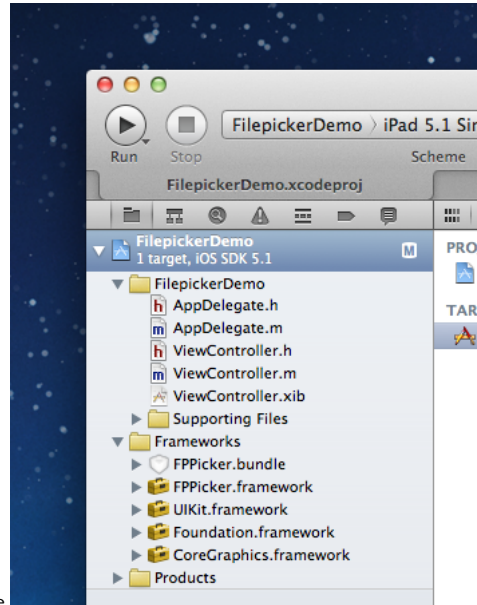 FilepickerDemo
iPad 5.1 Sir
Run
Stop
Scheme
FilepickerDemo.xcodeproj
FilepickerDemo
1 target, iOS SDK 5.1
M
PRO
FilepickerDemo
h AppDelegate.h
m AppDelegate.m
TAR
h ViewController.h
m ViewController.m
ViewController.xib
Supporting Files
Frameworks
FPPicker.bundle
FPPicker.framework
UIKit.framework
Foundation.framework
CoreGraphics.framework
Products
e